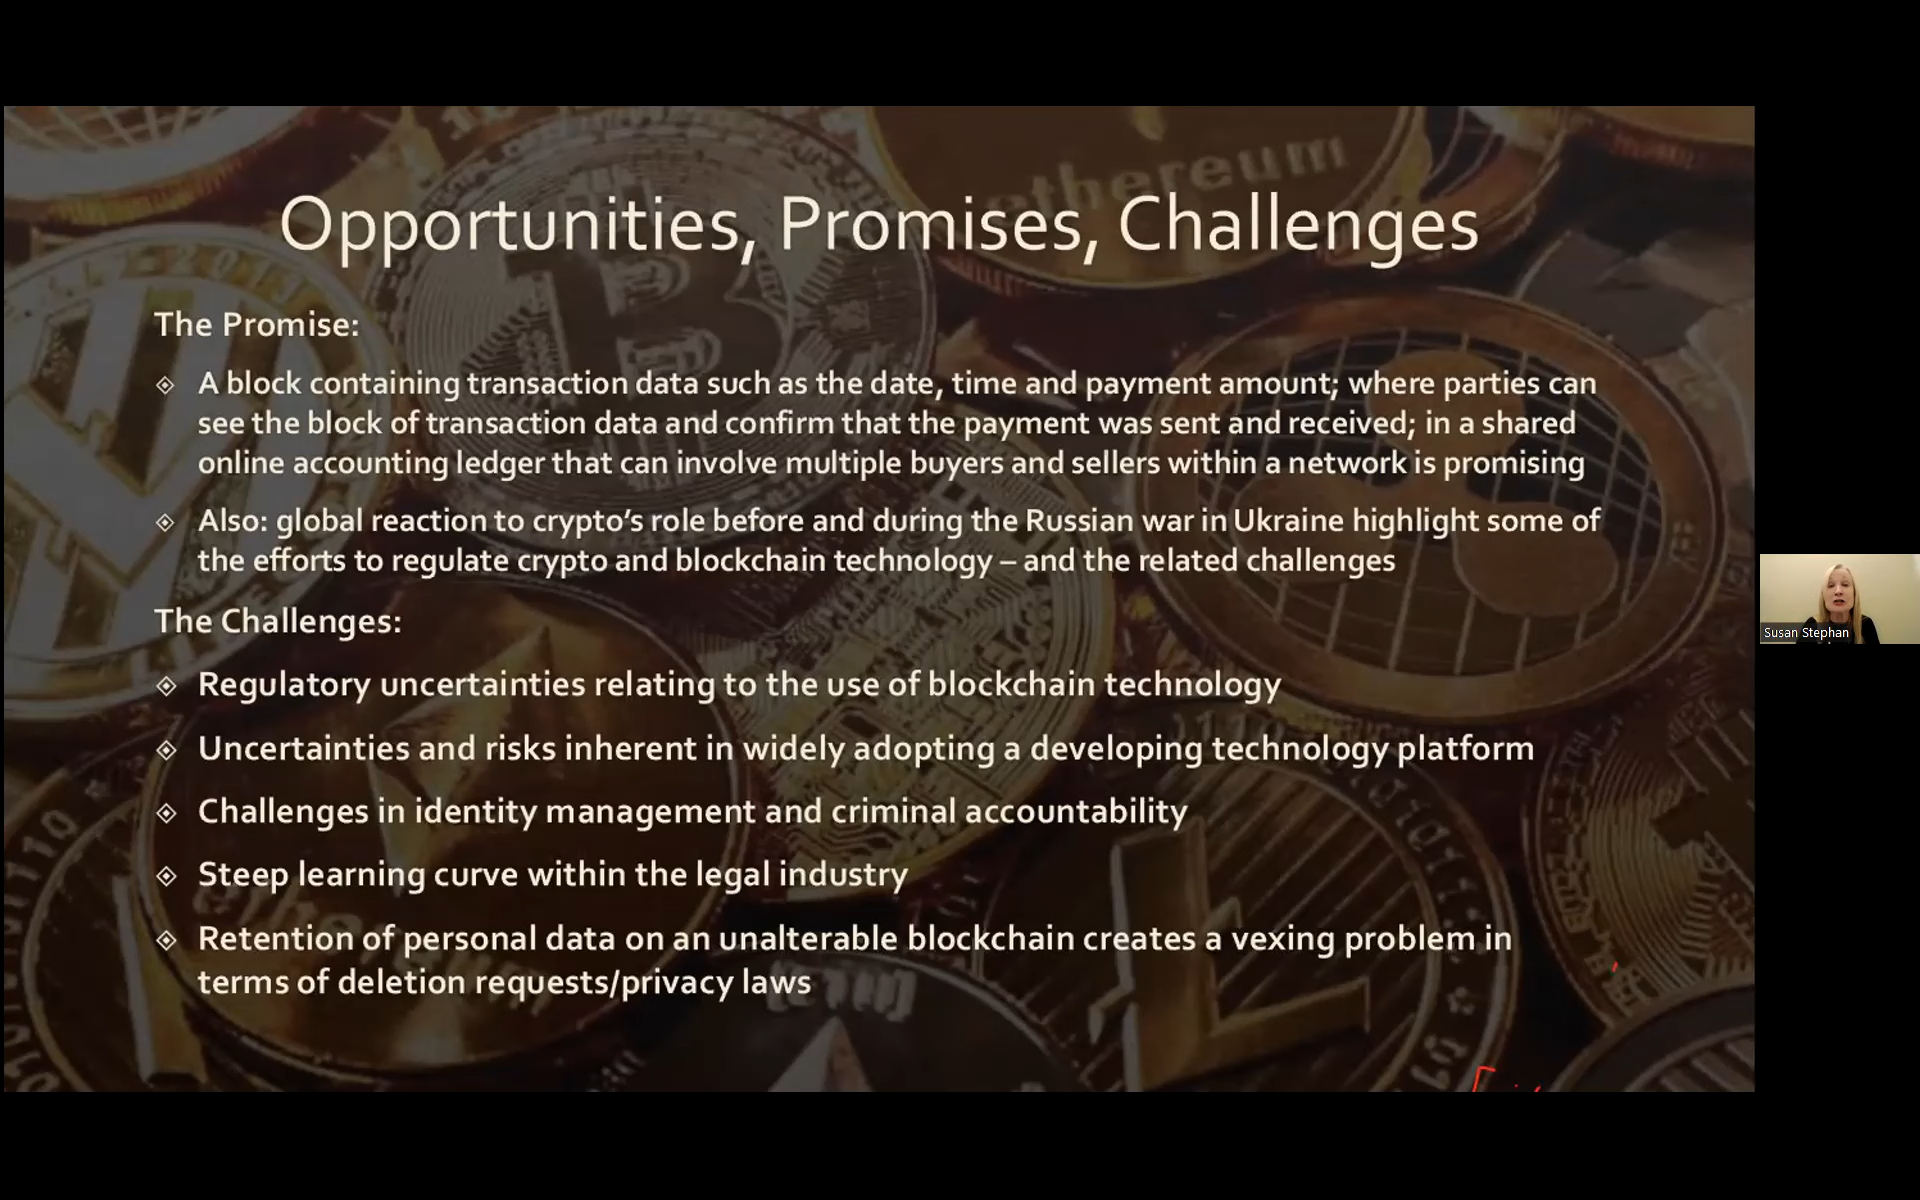 ethereum
Opportunities, Promises, Challenges
The Promise:
A block containing transaction data such as the date, time and payment amount; where parties can
see the block of transaction data and confirm that the payment was sent and received; in a shared
online accounting ledger that can involve multiple buyers and sellers within a network is promising
Also: global reaction to crypto’s role before and during the Russian war in Ukraine highlight some of
the efforts to regulate crypto and blockchain technology – and the related challenges
The Challenges:
Regulatory uncertainties relating to the use of blockchain technology
Uncertainties and risks inherent in widely adopting a developing technology platform
Challenges in identity management and criminal accountability
Steep learning curve within the legal industry
Retention of personal data on an unalterable blockchain creates a vexing problem in
terms of deletion requests/privacy laws
Susan Stephan